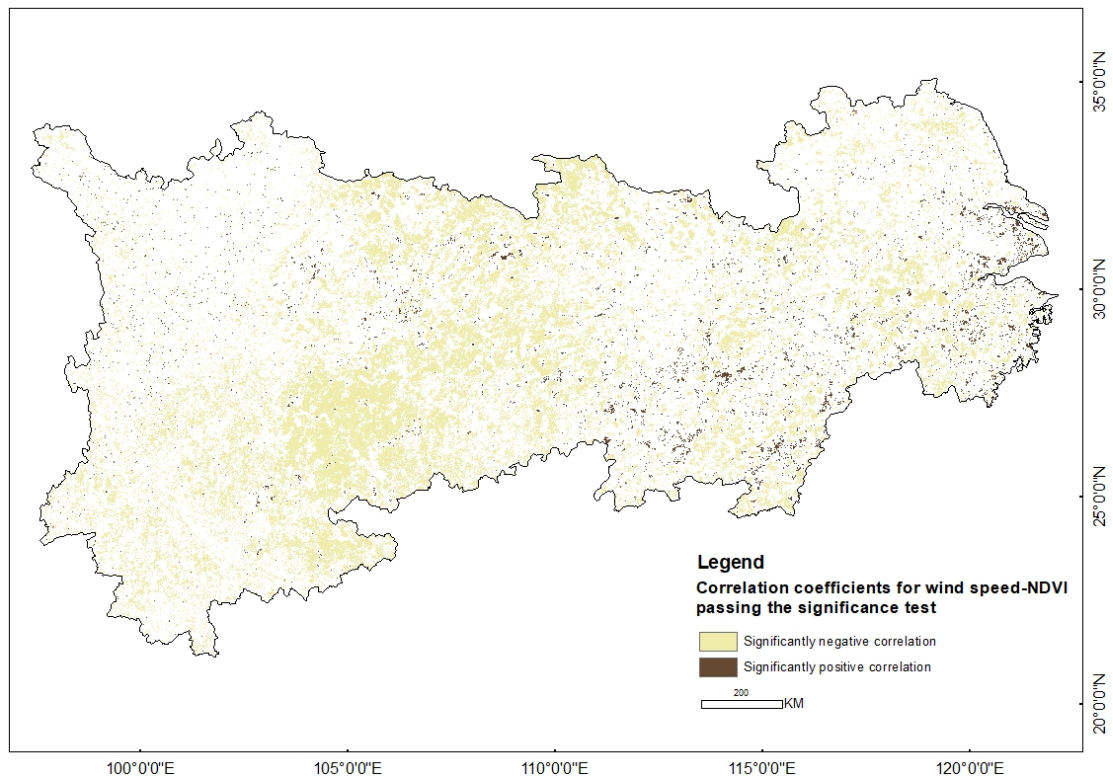 35°0'0"N
30°0'0"N
25°0'0"N
20°0'0"N
Legend
Correlation coefficients for wind speed-NDVI
passing the significance test
Significantly negative correlation
Significantly positive correlation
200
KM
100°0'0"E 105°0'0"E 110°0'0"E 115°0'0"E 120°0'0"E